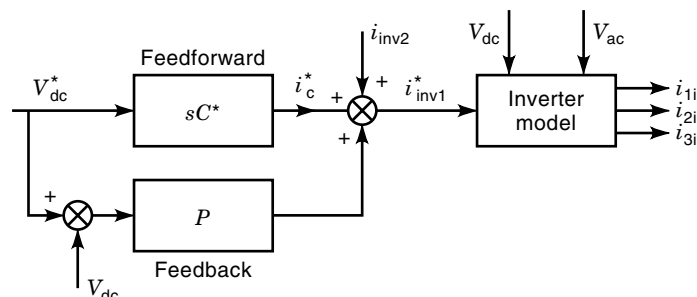 V_dc V_ac
i_inv2
Feedforward
V*_dc i*_c + + i*_inv1
sC*
Inverter
model
i_1i
i_2i
i_3i
+
+
P
V_dc
Feedback